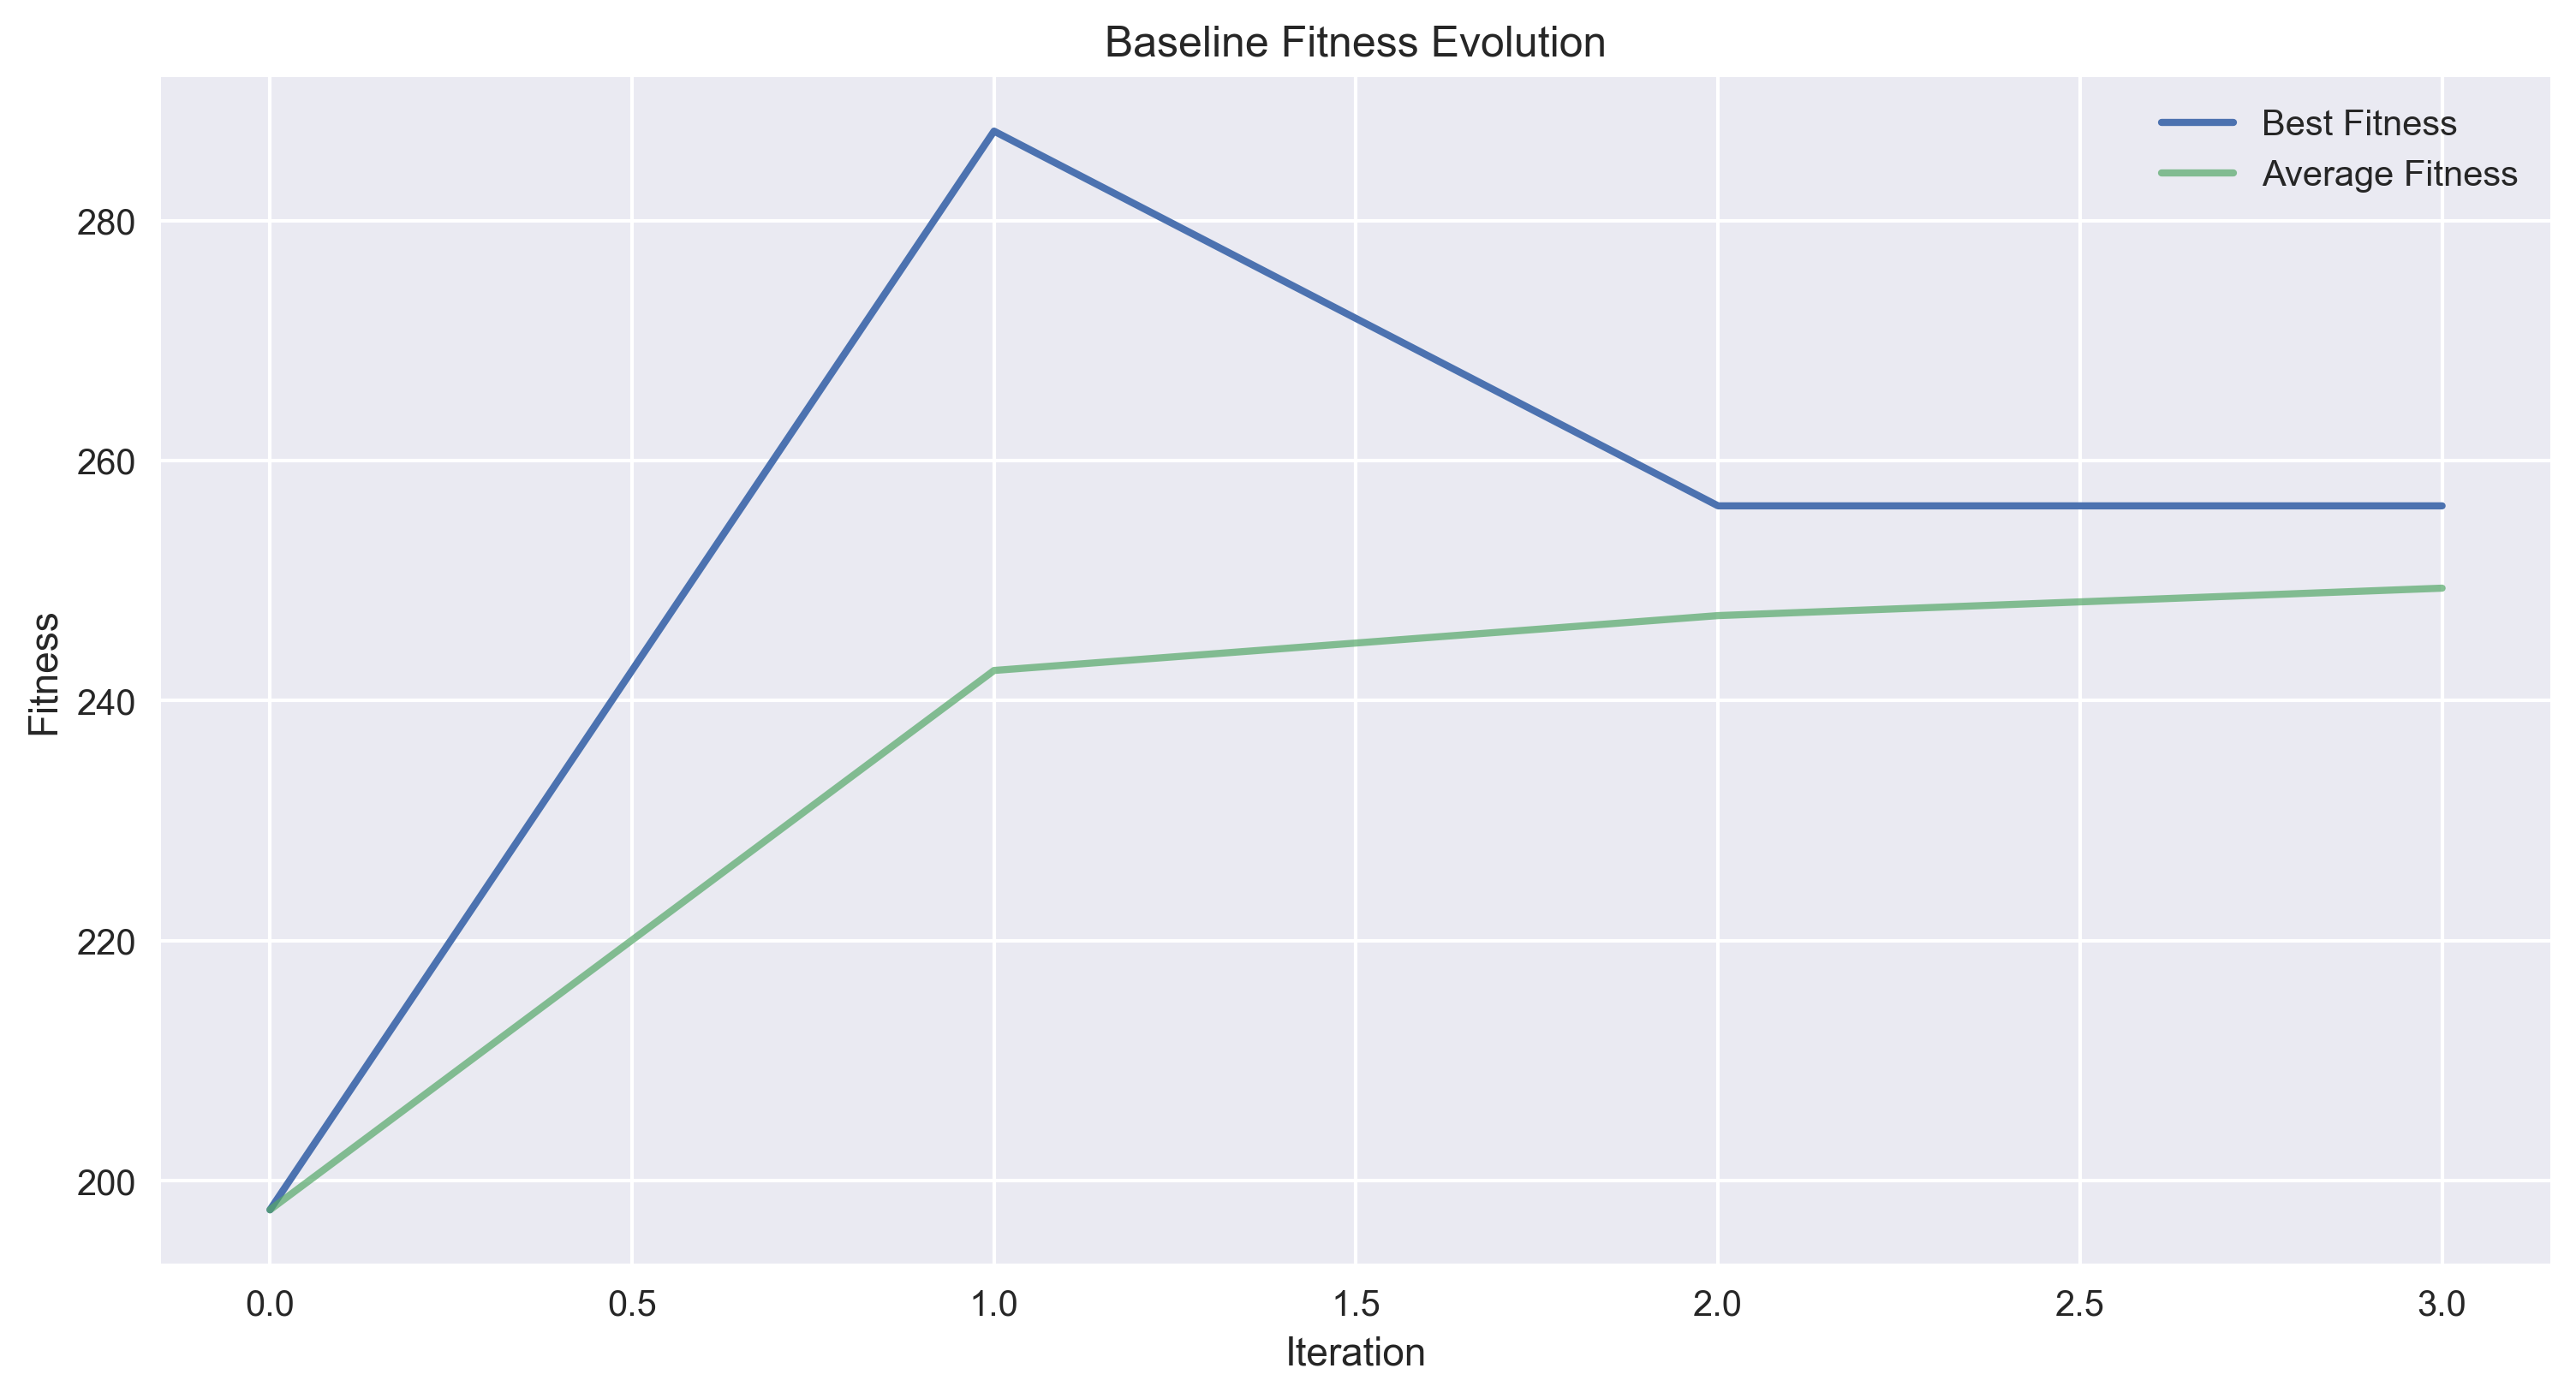 Baseline Fitness Evolution
Best Fitness
Average Fitness
280
260
240
220
200
Fitness
0.0 0.5 1.0 1.5 2.0 2.5 3.0
Iteration